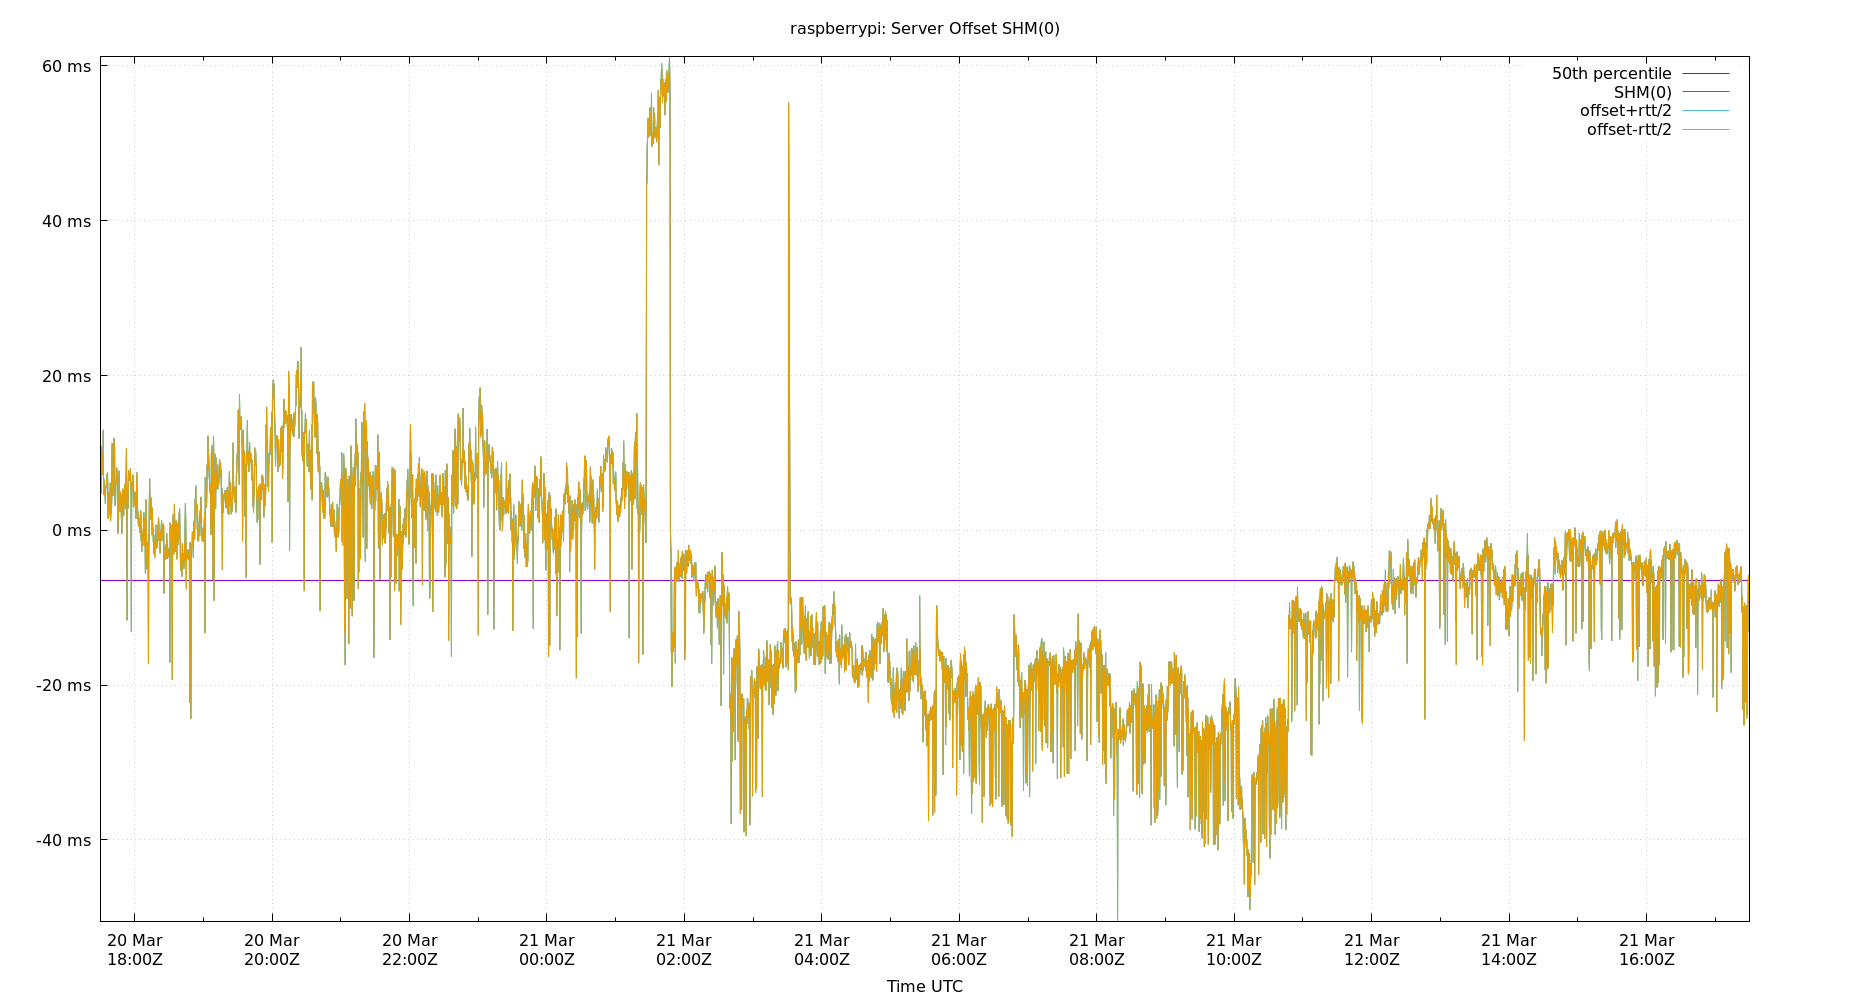 raspberrypi: Server Offset SHM(0)
60 ms
40 ms
20 ms
0 ms
-20 ms
-40 ms
50th percentile
SHM(0)
offset+rtt/2
offset-rtt/2
20 Mar 20 Mar 20 Mar 21 Mar 21 Mar 21 Mar 21 Mar 21 Mar 21 Mar 21 Mar 21 Mar 21 Mar
18:00Z 20:00Z 22:00Z 00:00Z 02:00Z 04:00Z 06:00Z 08:00Z 10:00Z 12:00Z 14:00Z 16:00Z
Time UTC